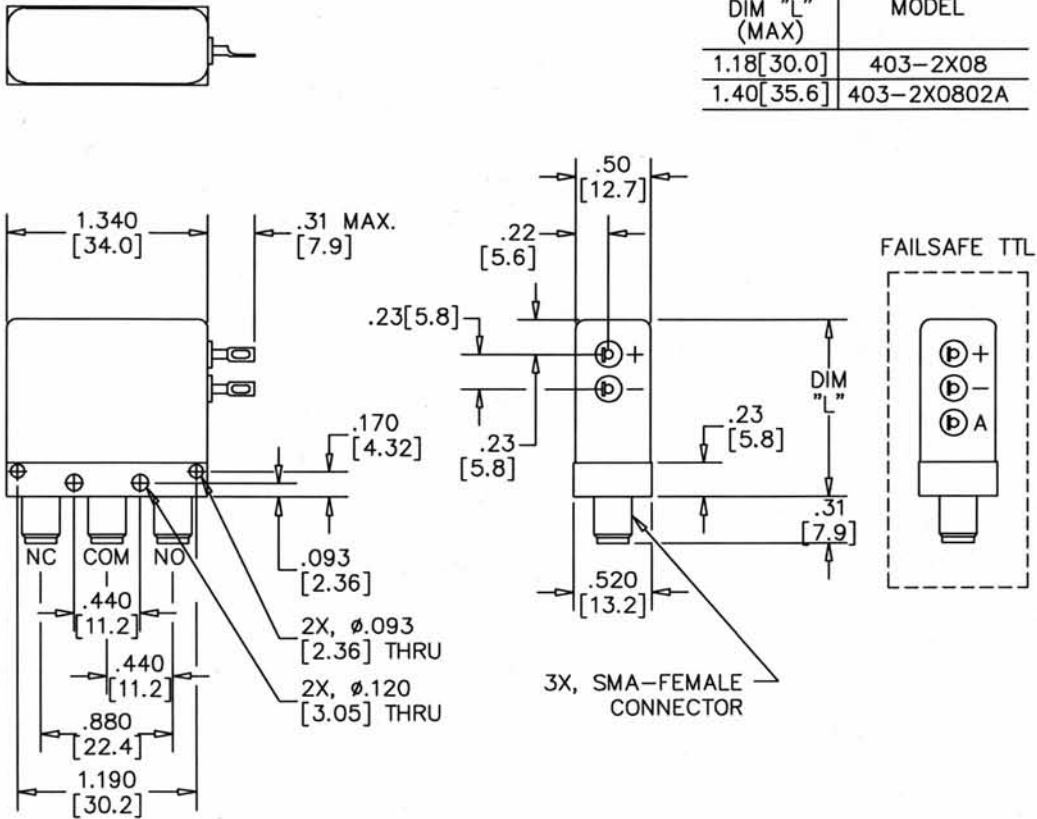 DIM "L" MODEL
(MAX)
1.18[30.0] 403-2X08
1.40[35.6] 403-2X0802A
.50
[12.7]
1.340
[34.0]
.31 MAX.
[7.9]
.22
[5.6]
FAILSAFE TTL
.23[5.8]
+
-
+
-
A
DIM
"L"
.170
[4.32]
.23
[5.8]
.23
[5.8]
.31
[7.9]
NC COM NO
.093
[2.36]
.440
[11.2]
.520
[13.2]
2X, ø.093
[2.36] THRU
.440
[11.2]
2X, ø.120
[3.05] THRU
3X, SMA-FEMALE
CONNECTOR
.880
[22.4]
1.190
[30.2]